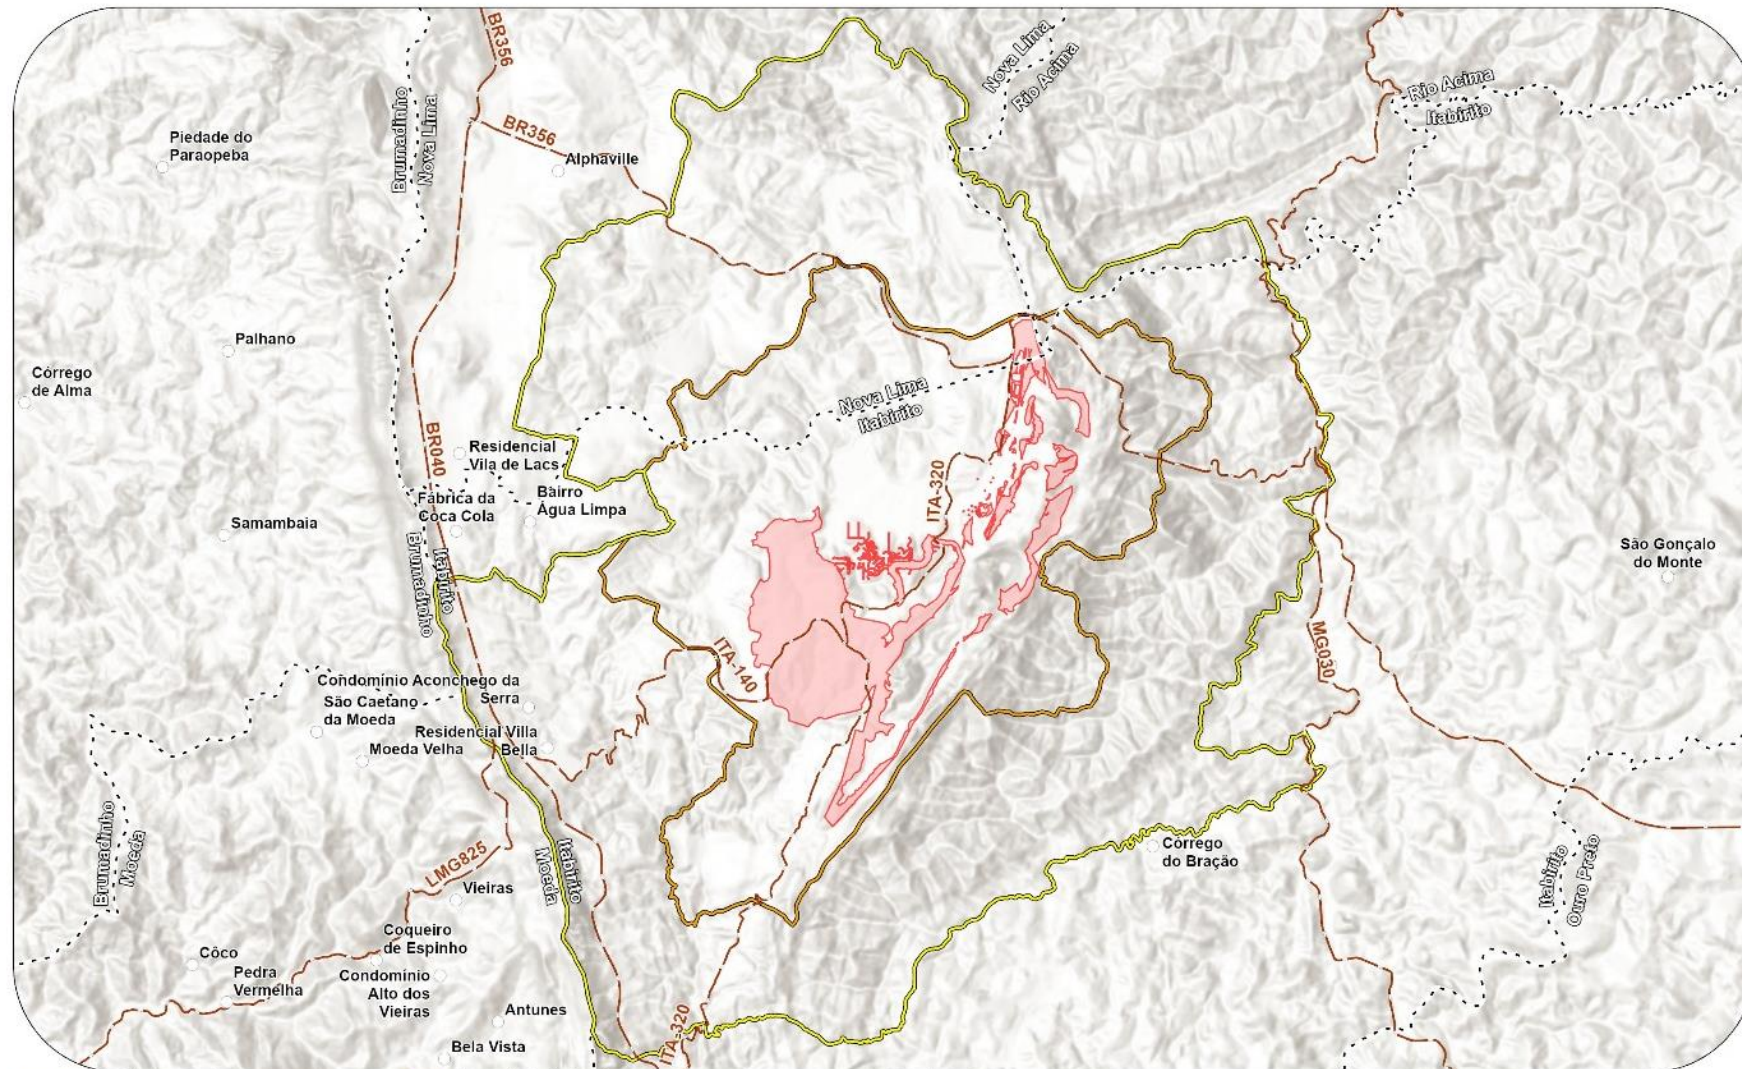 BR356
Nova Lima
Rio Acima
Rio Acima
Itabirito
Brumadinho
Nova Lima
BR356
Piedade do
Paraopeba
Alphaville
Palhano
Córrego
de Alma
Nova Lima
Itabirito
BR040
Residencial
Vila de Lacs
Fábrica da
Coca Cola
Bairro
Água Limpa
ITA-320
Samambaia
Itabirito
Brumadinho
São Gonçalo
do Monte
MG030
ITA-140
Condomínio Aconchego da
Serra
São Caetano
da Moeda
Residencial Villa
Bella
Moeda Velha
Brumadinho
Moeda
LMG825
Itabirito
Moeda
Córrego
do Bração
Itabirito
Ouro Preto
Vieiras
Coqueiro
de Espinho
Côco
Pedra
Vermelha
Condomínio
Alto dos
Vieiras
Antunes
ITA-320
Bela Vista